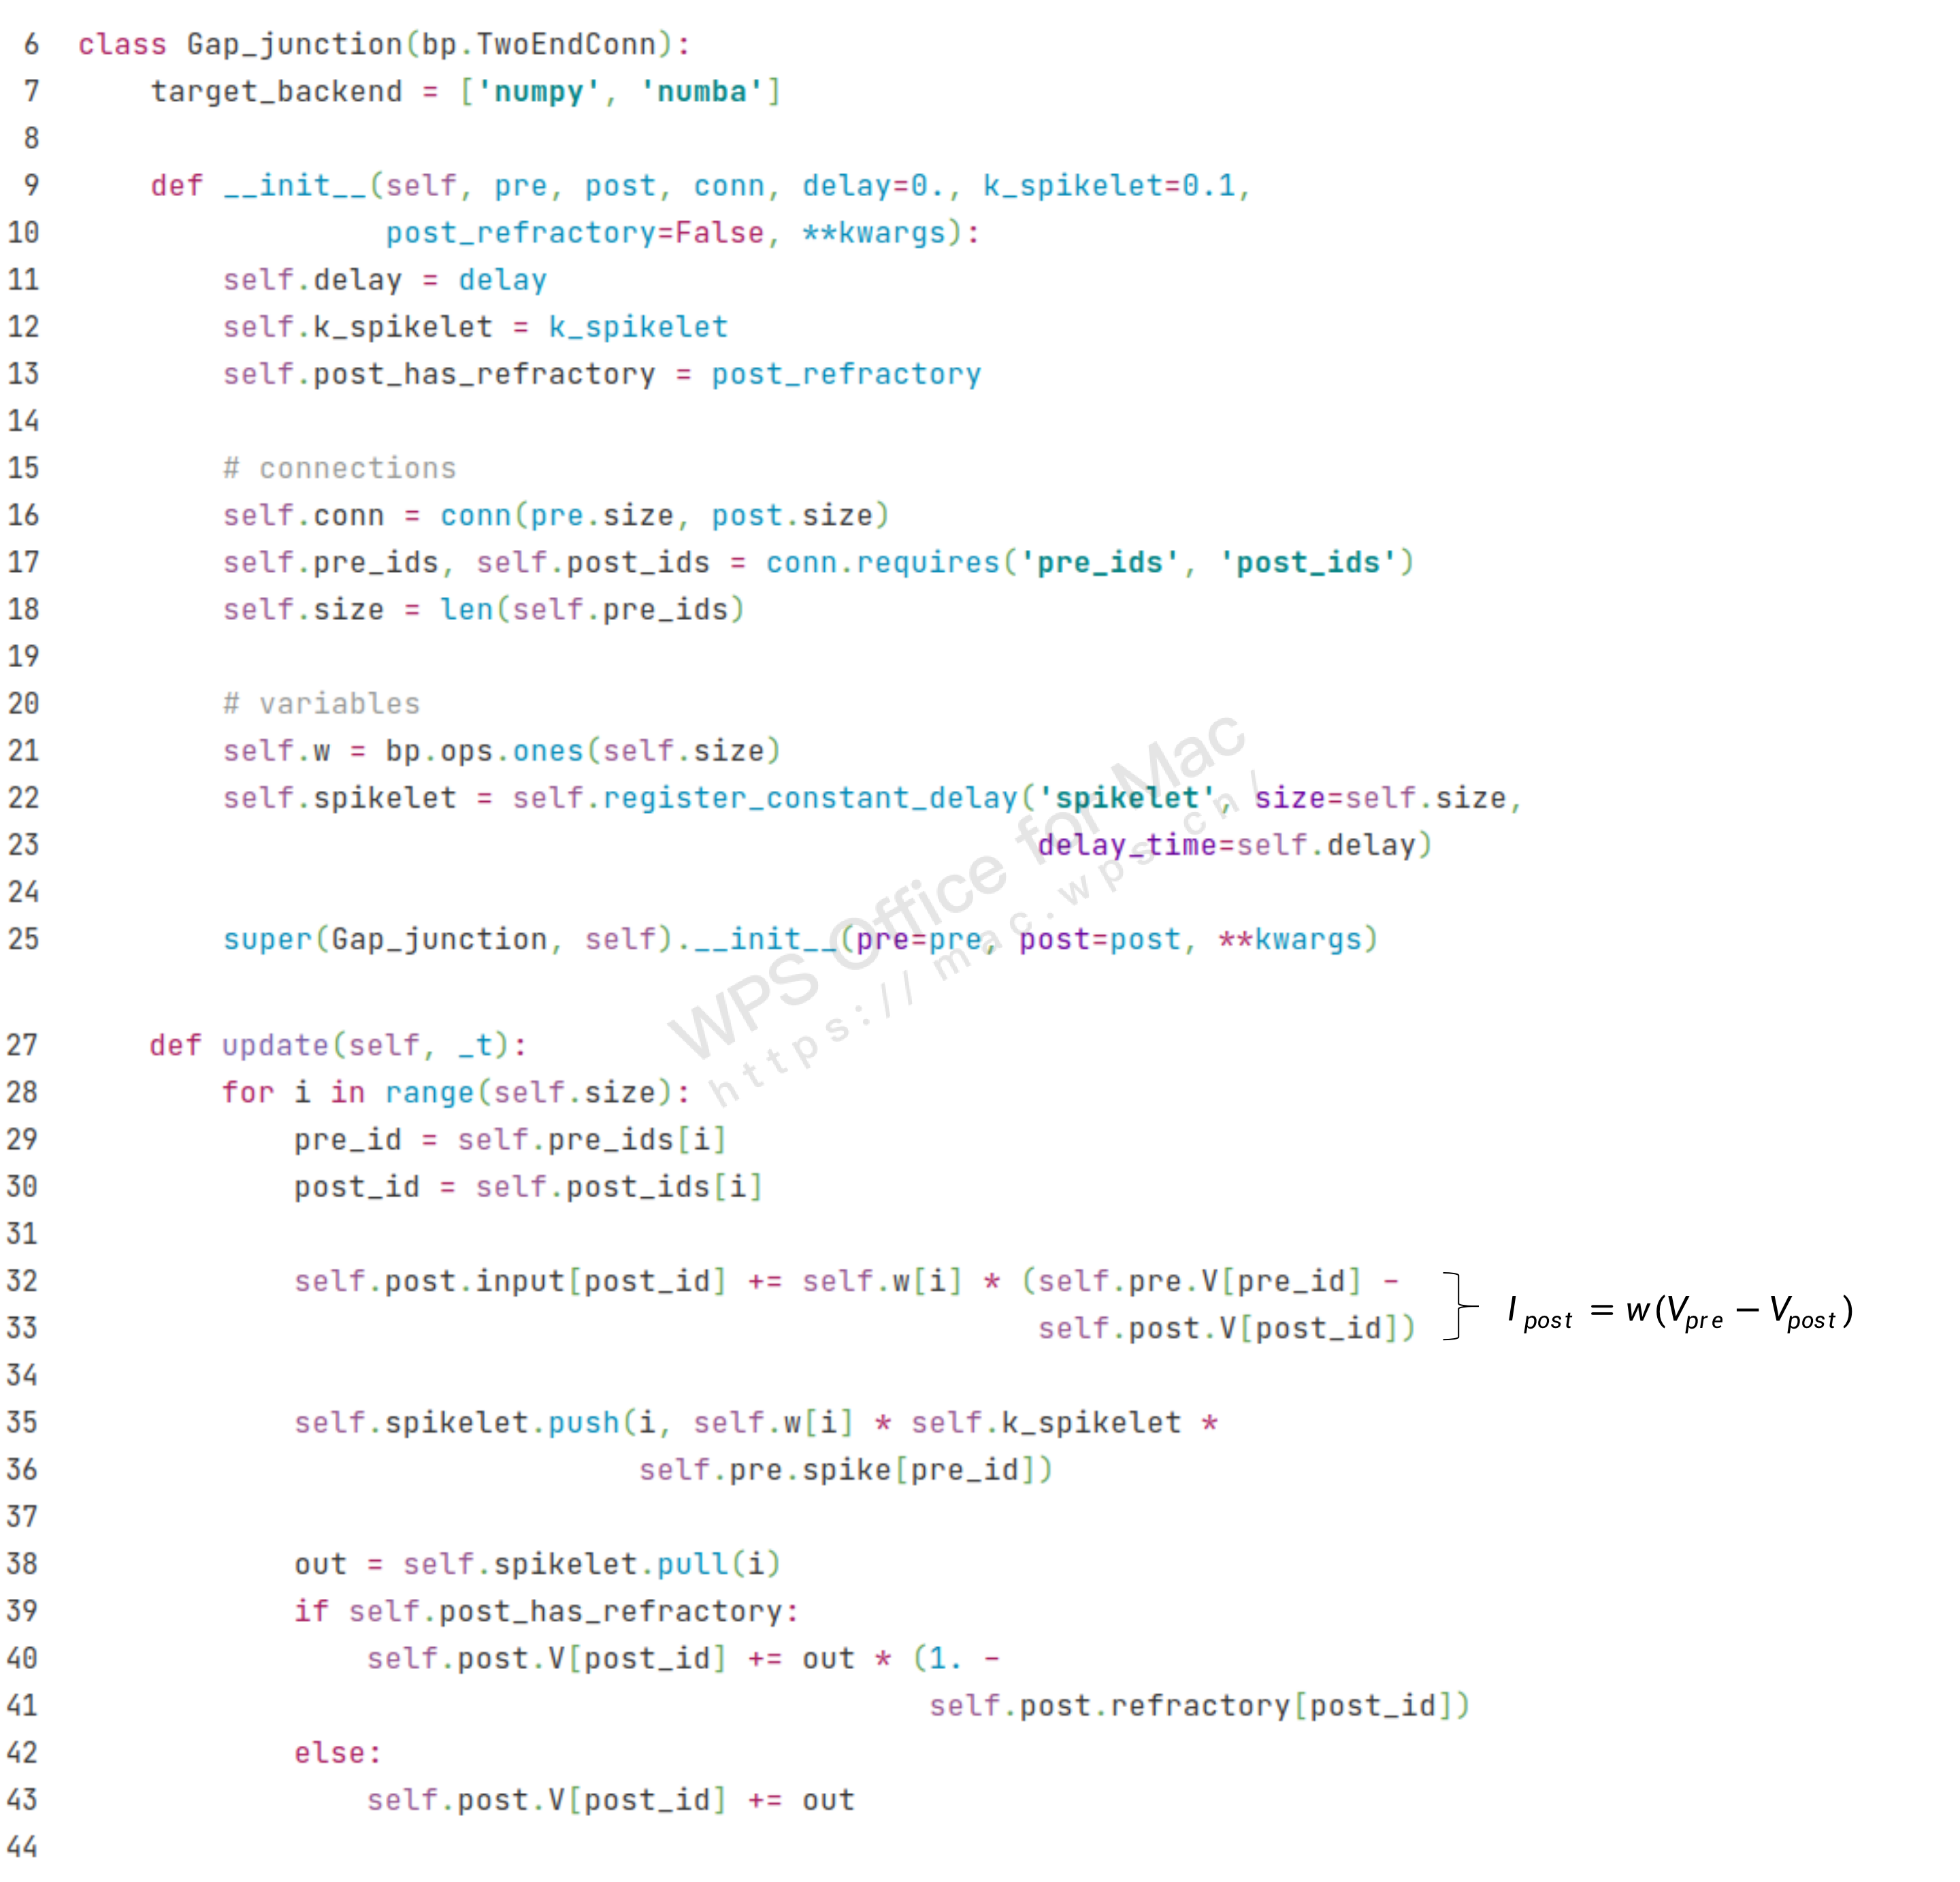 6 class Gap_junction(bp.TwoEndConn):
7 target_backend = ['numpy', 'numba']
8
9 def __init__(self, pre, post, conn, delay=0., k_spikelet=0.1,
10 post_refractory=False, **kwargs):
11 self.delay = delay
12 self.k_spikelet = k_spikelet
13 self.post_has_refractory = post_refractory
14
15 # connections
16 self.conn = conn(pre.size, post.size)
17 self.pre_ids, self.post_ids = conn.requires('pre_ids', 'post_ids')
18 self.size = len(self.pre_ids)
19
20 # variables
21 self.w = bp.ops.ones(self.size)
22 self.spikelet = self.register_constant_delay('spikelet', size=self.size,
23 delay_time=self.delay)
24
25 super(Gap_junction, self).__init__(pre=pre, post=post, **kwargs)
WPS Office for Mac
https://mac.wps.cn/
27 def update(self, _t):
28 for i in range(self.size):
29 pre_id = self.pre_ids[i]
30 post_id = self.post_ids[i]
31
32 self.post.input[post_id] += self.w[i] * (self.pre.V[pre_id] -
33 self.post.V[post_id])
I_post = w(V_pre − V_post)
34
35 self.spikelet.push(i, self.w[i] * self.k_spikelet *
36 self.pre.spike[pre_id])
37
38 out = self.spikelet.pull(i)
39 if self.post_has_refractory:
40 self.post.V[post_id] += out * (1. -
41 self.post.refractory[post_id])
42 else:
43 self.post.V[post_id] += out
44